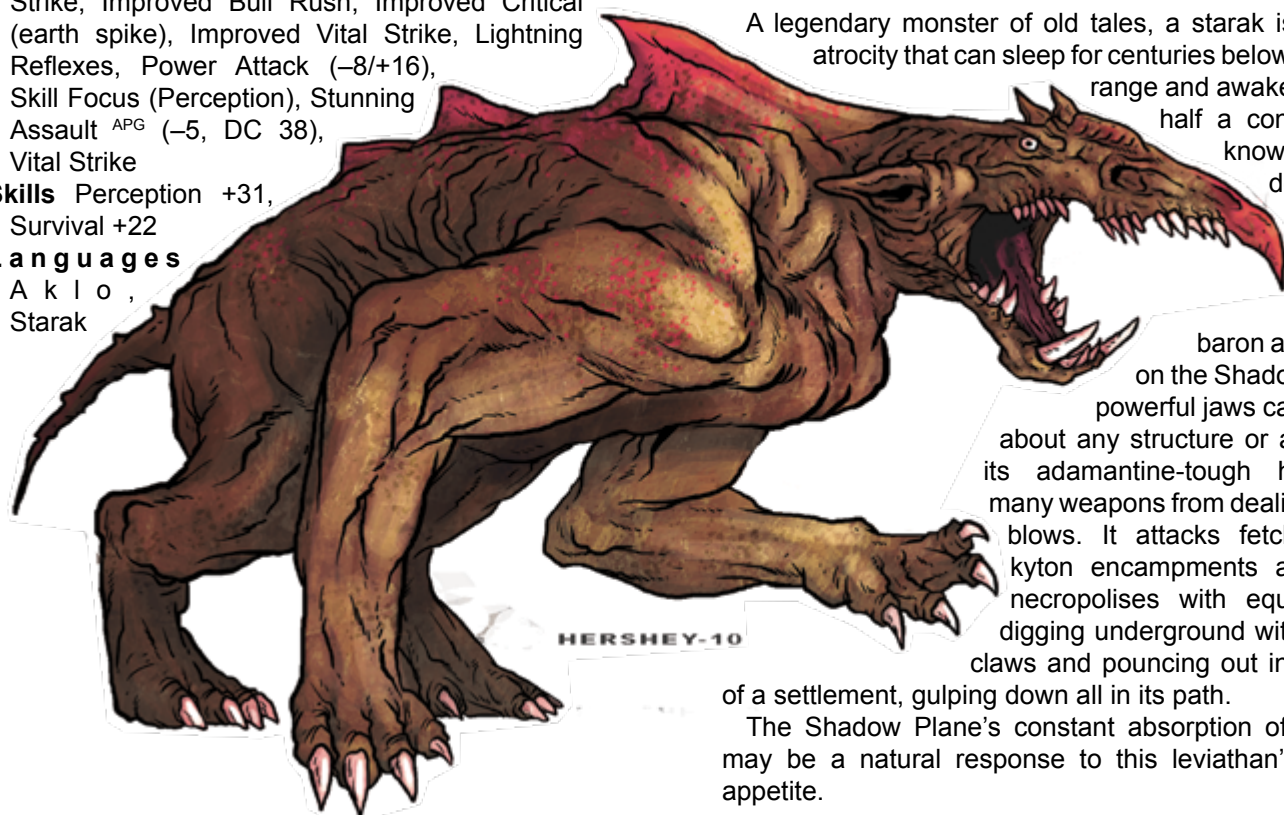 Strike, Improved Bull Rush, Improved Critical
(earth spike), Improved Vital Strike, Lightning
Reflexes, Power Attack (–8/+16),
Skill Focus (Perception), Stunning
Assault APG (–5, DC 38),
Vital Strike
Skills Perception +31,
Survival +22
Languages
Aklo,
Starak
A legendary monster of old tales, a starak is
atrocity that can sleep for centuries below
range and awake
half a con
know
d
baron a
on the Shado
powerful jaws ca
about any structure or a
its adamantine-tough h
many weapons from deali
blows. It attacks fetc
kyton encampments a
necropolises with equ
digging underground wit
claws and pouncing out in
of a settlement, gulping down all in its path.
The Shadow Plane’s constant absorption of
may be a natural response to this leviathan’
appetite.
HERSHEY-10